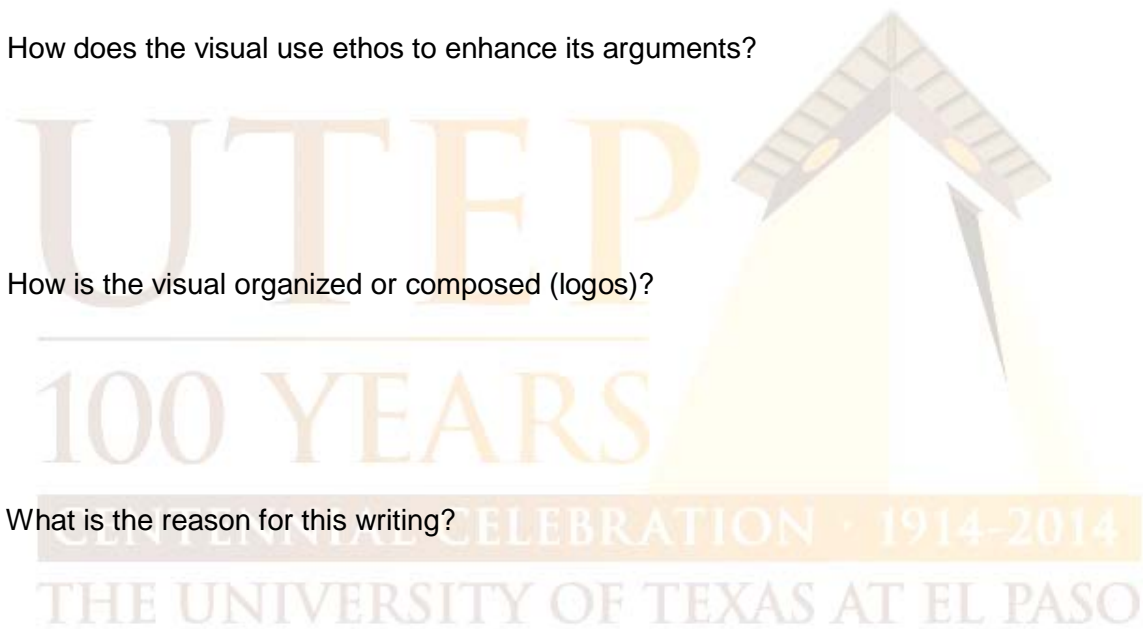 How does the visual use ethos to enhance its arguments?
UTEP
How is the visual organized or composed (logos)?
100 YEARS
What is the reason for this writing?
CENTENNIAL CELEBRATION · 1914-2014
THE UNIVERSITY OF TEXAS AT EL PASO